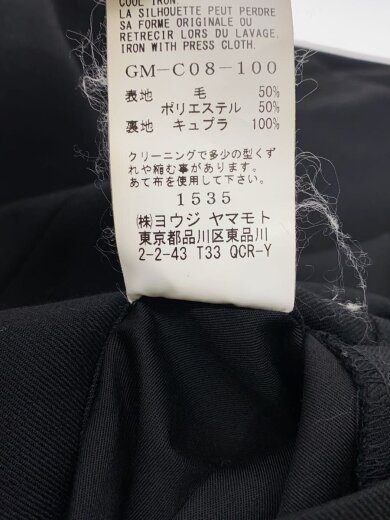 COOL IRON.
LA SILHOUETTE PEUT PERDRE
SA FORME ORIGINALE OU
RETRECIR LORS DU LAVAGE.
IRON WITH PRESS CLOTH.
GM-C08-100
表地 毛 50%
ポリエステル 50%
裏地 キュプラ 100%
クリーニングで多少の型くず
れや縮む事があります。
あて布を使用して下さい。
1535
㈱ヨウジ ヤマモト
東京都品川区東品川
2-2-43 T33 QCR-Y